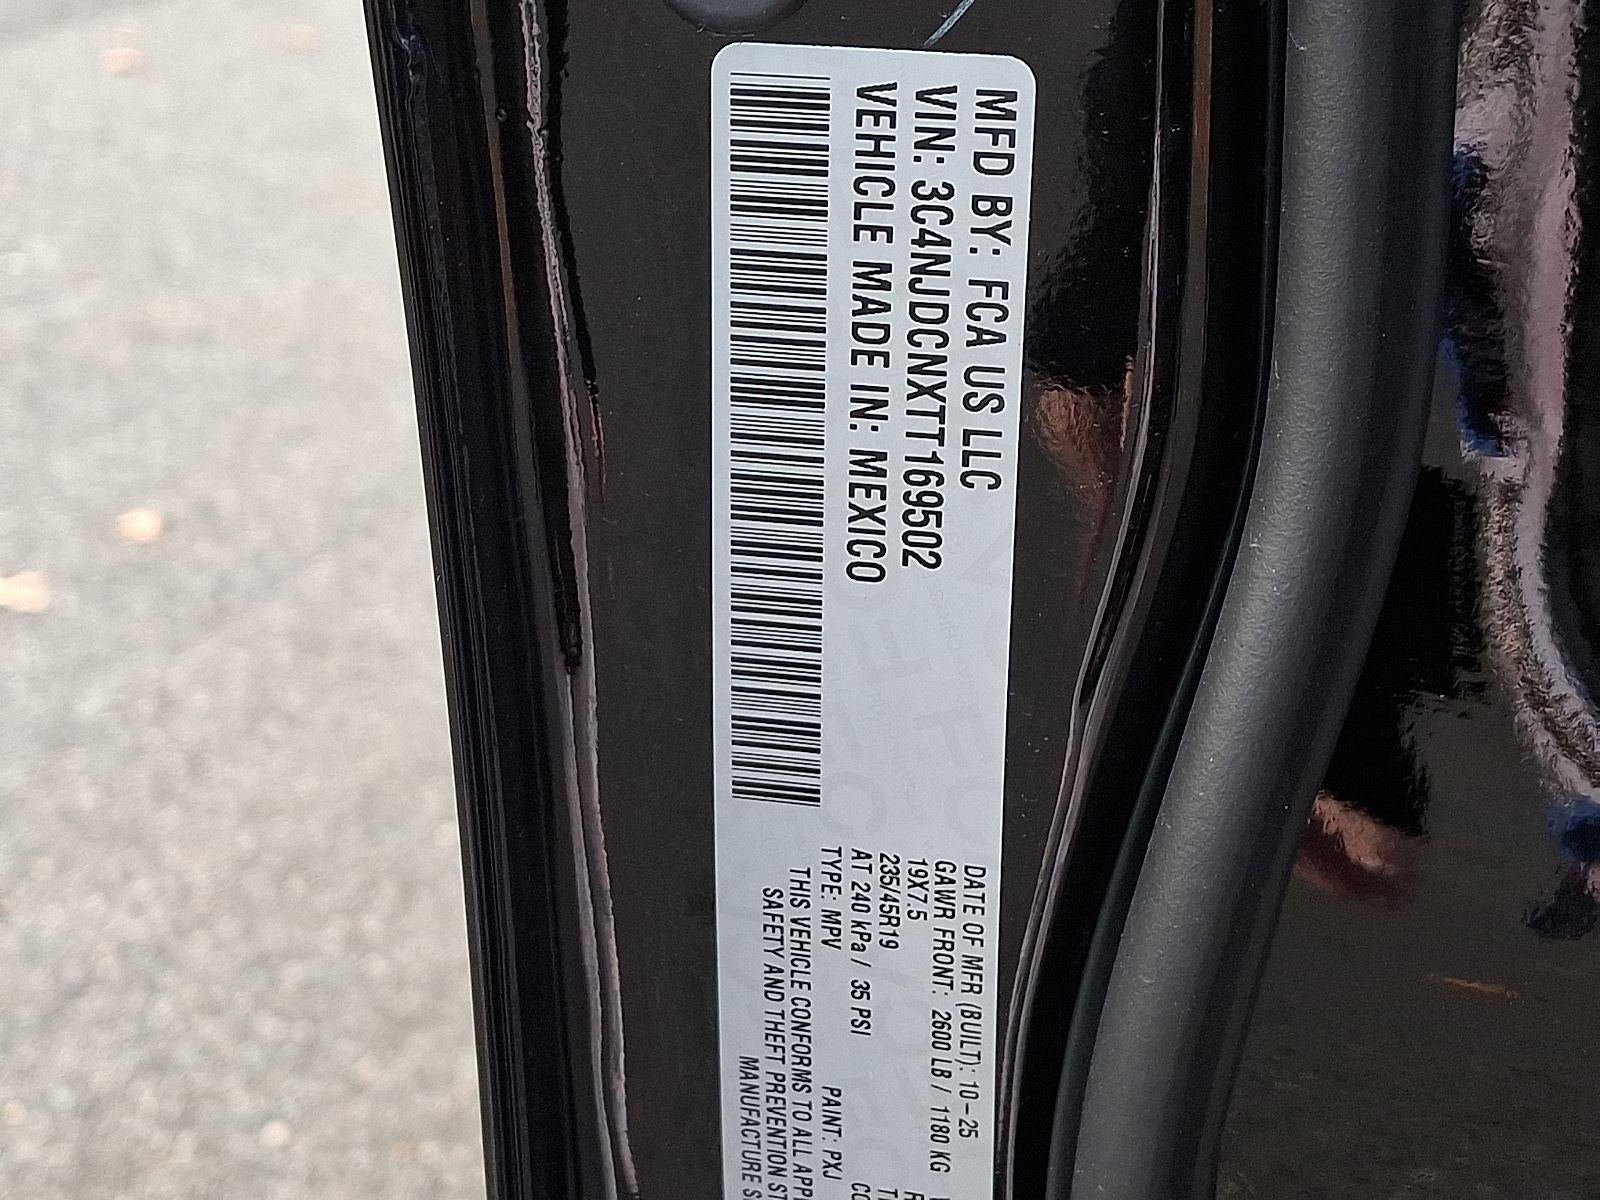 MFD BY: FCA US LLC
VIN: 3C4NJDCNXTT169502
VEHICLE MADE IN: MEXICO
DATE OF MFR (BUILT): 10-25
GAWR FRONT: 2600 LB / 1180 KG
19X7.5
235/45R19
AT 240 kPa / 35 PSI
TYPE: MPV PAINT: PXJ
THIS VEHICLE CONFORMS TO ALL
SAFETY AND THEFT PREVENTION
MANUFACTURE